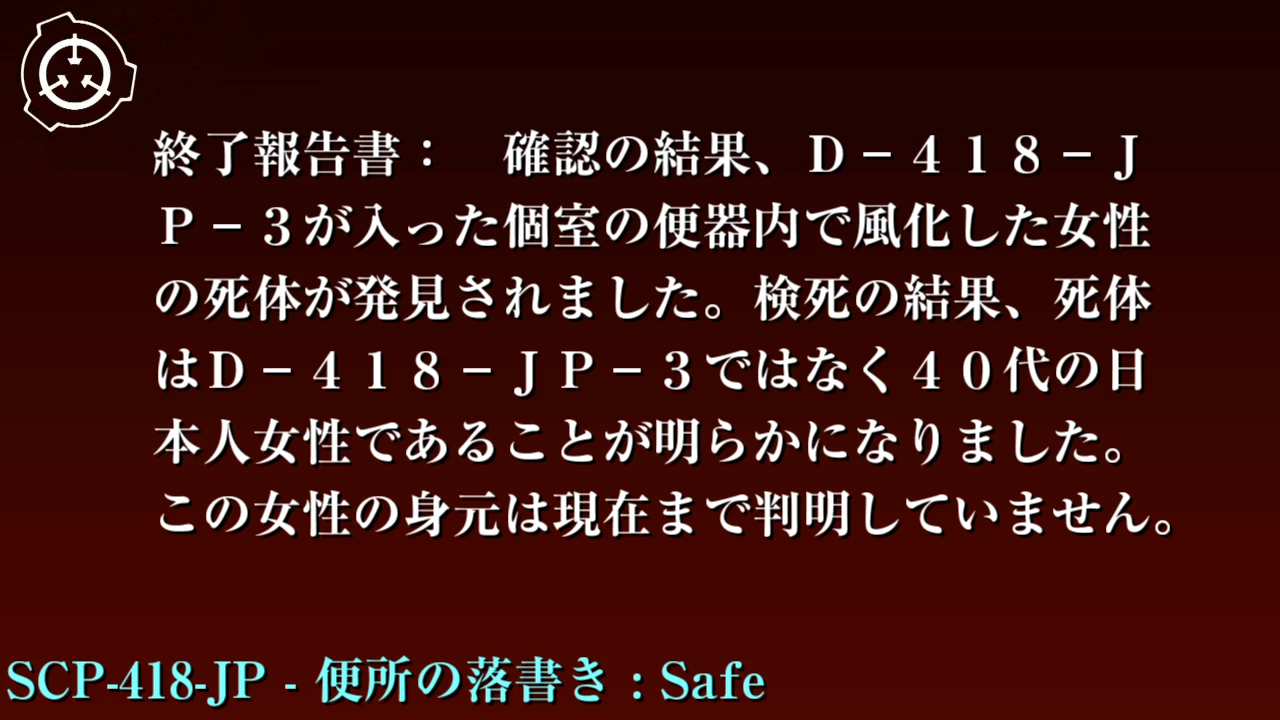 終了報告書：　確認の結果、Ｄ－４１８－Ｊ
Ｐ－３が入った個室の便器内で風化した女性
の死体が発見されました。検死の結果、死体
はＤ－４１８－ＪＰ－３ではなく４０代の日
本人女性であることが明らかになりました。
この女性の身元は現在まで判明していません。
SCP-418-JP - 便所の落書き : Safe